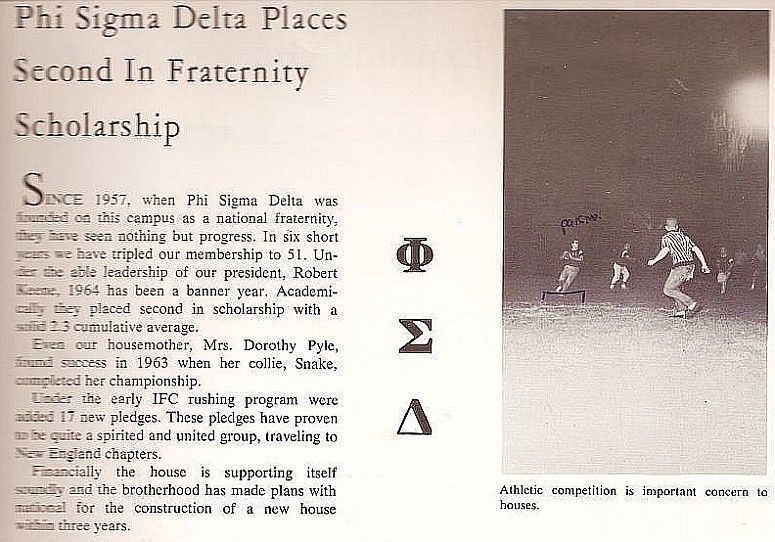 Phi Sigma Delta Places
Second In Fraternity
Scholarship
SINCE 1957, when Phi Sigma Delta was
founded on this campus as a national fraternity,
they have seen nothing but progress. In six short
years we have tripled our membership to 51. Un-
der the able leadership of our president, Robert
Keene, 1964 has been a banner year. Academi-
cally they placed second in scholarship with a
solid 2.3 cumulative average.
Even our housemother, Mrs. Dorothy Pyle,
found success in 1963 when her collie, Snake,
completed her championship.
Under the early IFC rushing program were
added 17 new pledges. These pledges have proven
to be quite a spirited and united group, traveling to
New England chapters.
Financially the house is supporting itself
soundly and the brotherhood has made plans with
national for the construction of a new house
within three years.
Φ
Σ
Δ
Athletic competition is important concern to
houses.